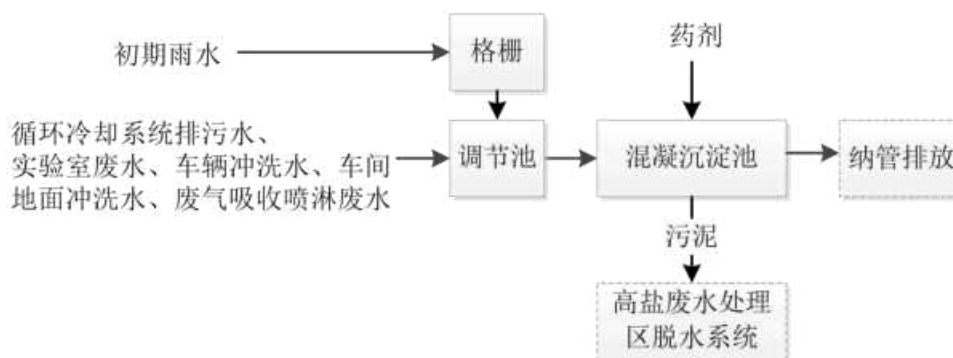 初期雨水
格栅
药剂
循环冷却系统排污水、
实验室废水、车辆冲洗水、车间
地面冲洗水、废气吸收喷淋废水
调节池
混凝沉淀池
纳管排放
污泥
高盐废水处理
区脱水系统